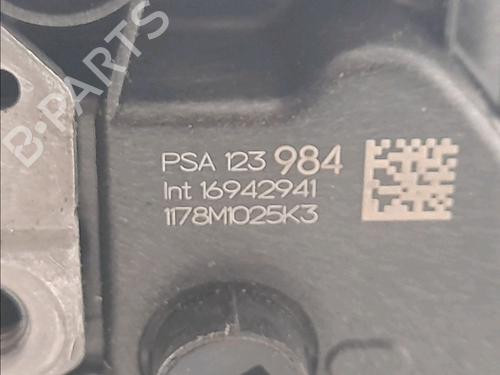 B-PARTS
PSA 123 984
Int 16942941
1178M1025K3